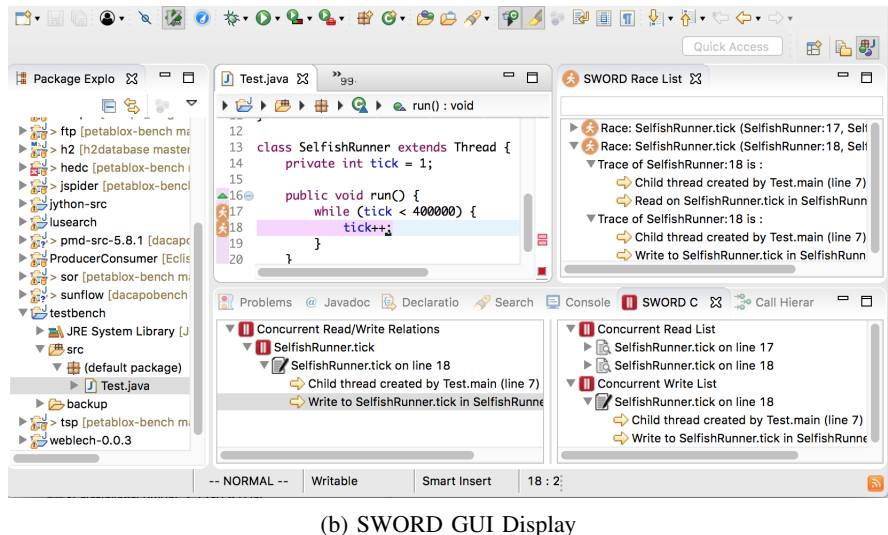 Quick Access
Package Explo
> ftp [petablox-bench ma
> h2 [h2database master
> hedc [petablox-bench
> jspider [petablox-bencl
jython-src
lusearch
> pmd-src-5.8.1 [dacapo
ProducerConsumer [Eclis
> sor [petablox-bench m
> sunflow [dacapobench
testbench
JRE System Library [J
src
(default package)
Test.java
backup
> tsp [petablox-bench m
weblech-0.0.3
Test.java
run() : void
12
13 class SelfishRunner extends Thread {
14 private int tick = 1;
15
16 public void run() {
17 while (tick < 400000) {
18 tick++;
19 }
20 }
SWORD Race List
Race: SelfishRunner.tick (SelfishRunner:17, Self
Race: SelfishRunner.tick (SelfishRunner:18, Self
Trace of SelfishRunner:18 is :
Child thread created by Test.main (line 7)
Read on SelfishRunner.tick in SelfishRunn
Trace of SelfishRunner:18 is :
Child thread created by Test.main (line 7)
Write to SelfishRunner.tick in SelfishRunn
Problems
@ Javadoc
Declaratio
Search
Console
SWORD C
Call Hierar
Concurrent Read/Write Relations
SelfishRunner.tick
SelfishRunner.tick on line 18
Child thread created by Test.main (line 7)
Write to SelfishRunner.tick in SelfishRunne
Concurrent Read List
SelfishRunner.tick on line 17
SelfishRunner.tick on line 18
Concurrent Write List
SelfishRunner.tick on line 18
Child thread created by Test.main (line 7)
Write to SelfishRunner.tick in SelfishRunne
-- NORMAL --
Writable
Smart Insert
18 : 2
(b) SWORD GUI Display